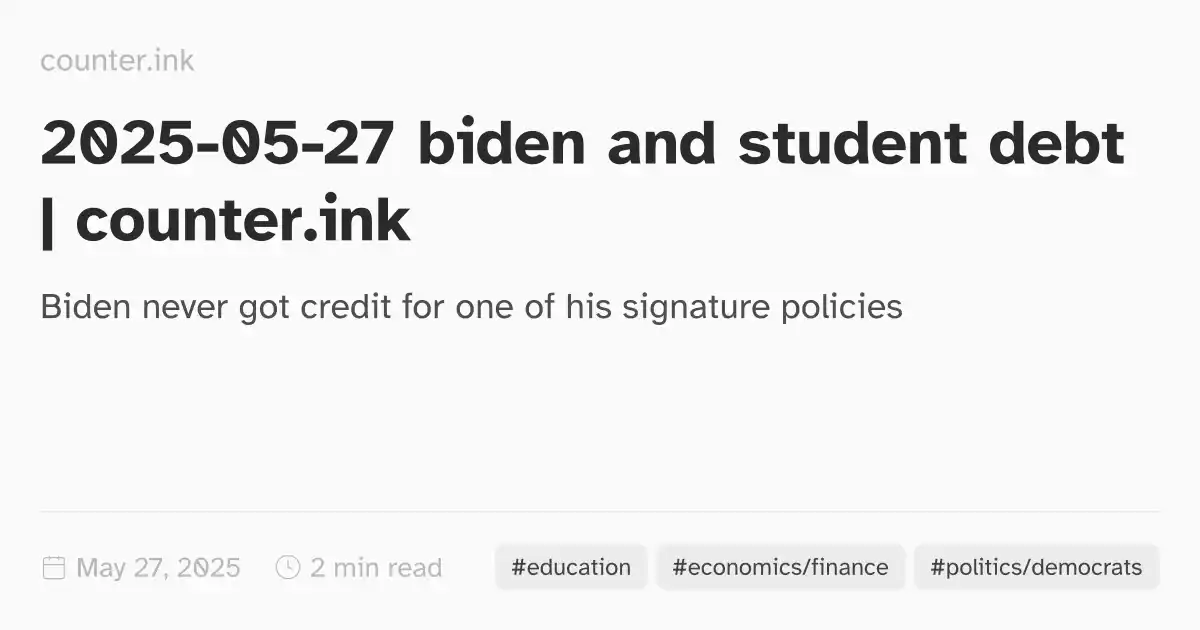 counter.ink
2025-05-27 biden and student debt
| counter.ink
Biden never got credit for one of his signature policies
May 27, 2025 2 min read #education #economics/finance #politics/democrats